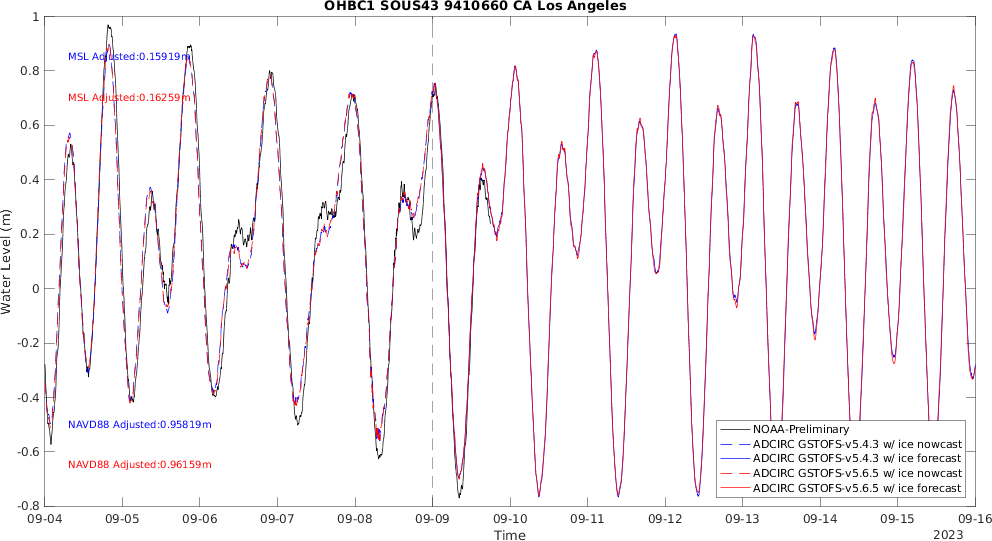 OHBC1 SOUS43 9410660 CA Los Angeles
1
0.8
0.6
0.4
0.2
0
-0.2
-0.4
-0.6
-0.8
Water Level (m)
MSL Adjusted:0.15919m
MSL Adjusted:0.16259m
NAVD88 Adjusted:0.95819m
NAVD88 Adjusted:0.96159m
NOAA-Preliminary
ADCIRC GSTOFS-v5.4.3 w/ ice nowcast
ADCIRC GSTOFS-v5.4.3 w/ ice forecast
ADCIRC GSTOFS-v5.6.5 w/ ice nowcast
ADCIRC GSTOFS-v5.6.5 w/ ice forecast
09-04 09-05 09-06 09-07 09-08 09-09 09-10 09-11 09-12 09-13 09-14 09-15 09-16
Time
2023